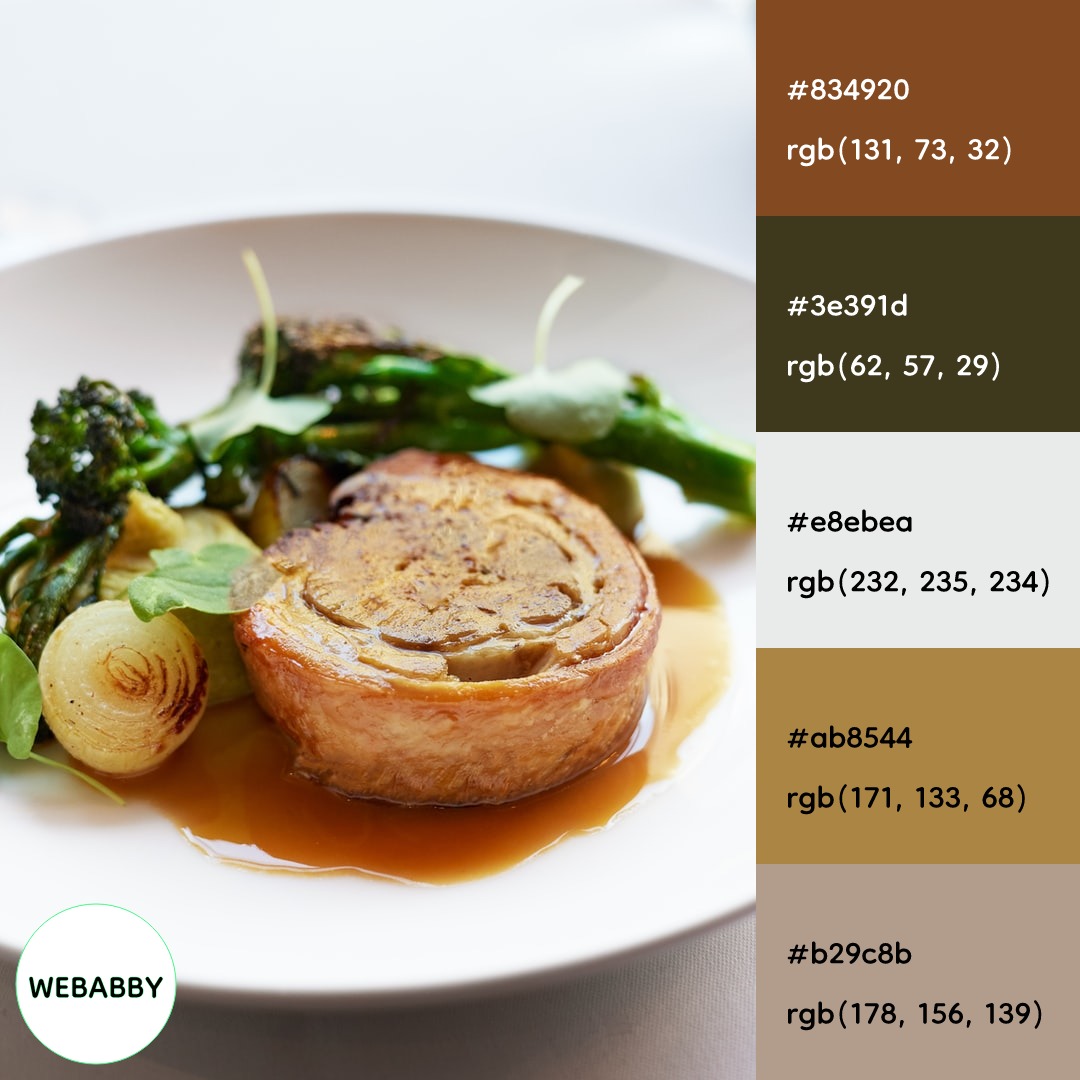 #834920
rgb(131, 73, 32)
#3e391d
rgb(62, 57, 29)
#e8ebea
rgb(232, 235, 234)
#ab8544
rgb(171, 133, 68)
#b29c8b
rgb(178, 156, 139)
WEBABBY